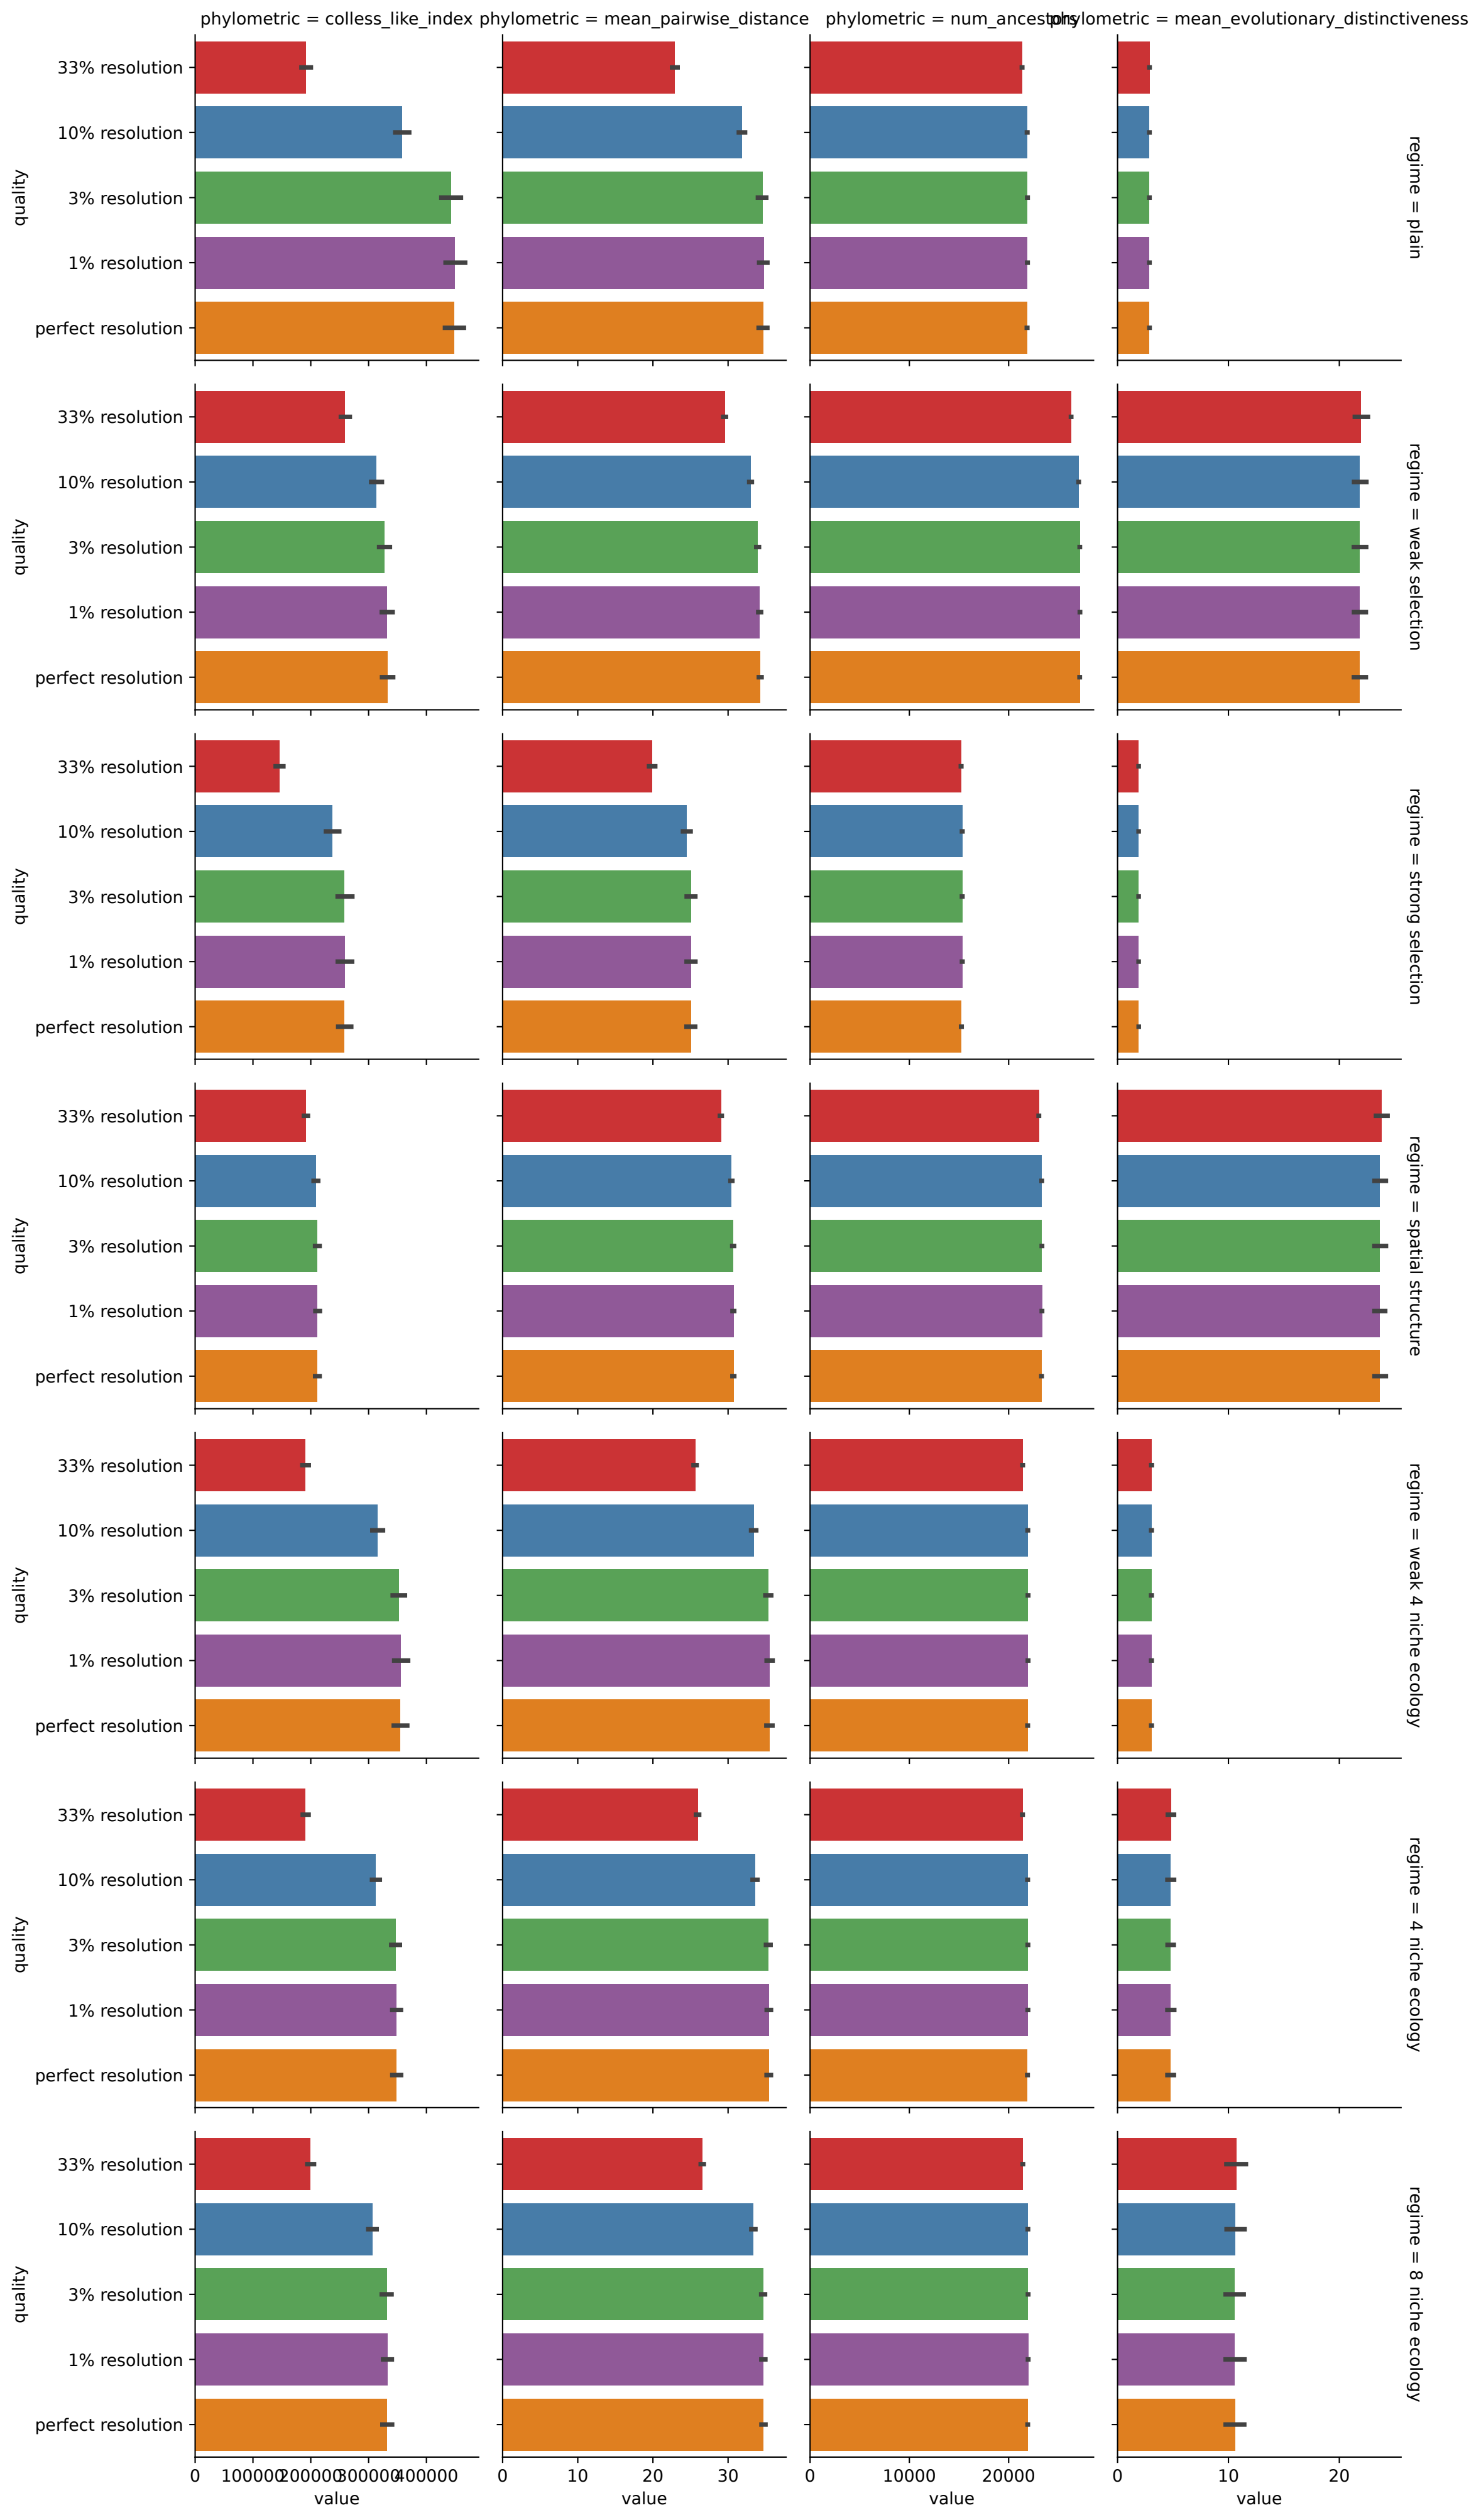 phylometric = colless_like_index
phylometric = mean_pairwise_distance
phylometric = num_ancestors
phylometric = mean_evolutionary_distinctiveness
quality
33% resolution
10% resolution
3% resolution
1% resolution
perfect resolution
regime = plain
quality
33% resolution
10% resolution
3% resolution
1% resolution
perfect resolution
regime = weak selection
quality
33% resolution
10% resolution
3% resolution
1% resolution
perfect resolution
regime = strong selection
quality
33% resolution
10% resolution
3% resolution
1% resolution
perfect resolution
regime = spatial structure
quality
33% resolution
10% resolution
3% resolution
1% resolution
perfect resolution
regime = weak 4 niche ecology
quality
33% resolution
10% resolution
3% resolution
1% resolution
perfect resolution
regime = 4 niche ecology
quality
33% resolution
10% resolution
3% resolution
1% resolution
perfect resolution
regime = 8 niche ecology
0 100000 200000 300000 400000
value
0 10 20 30
value
0 10000 20000
value
0 10 20
value